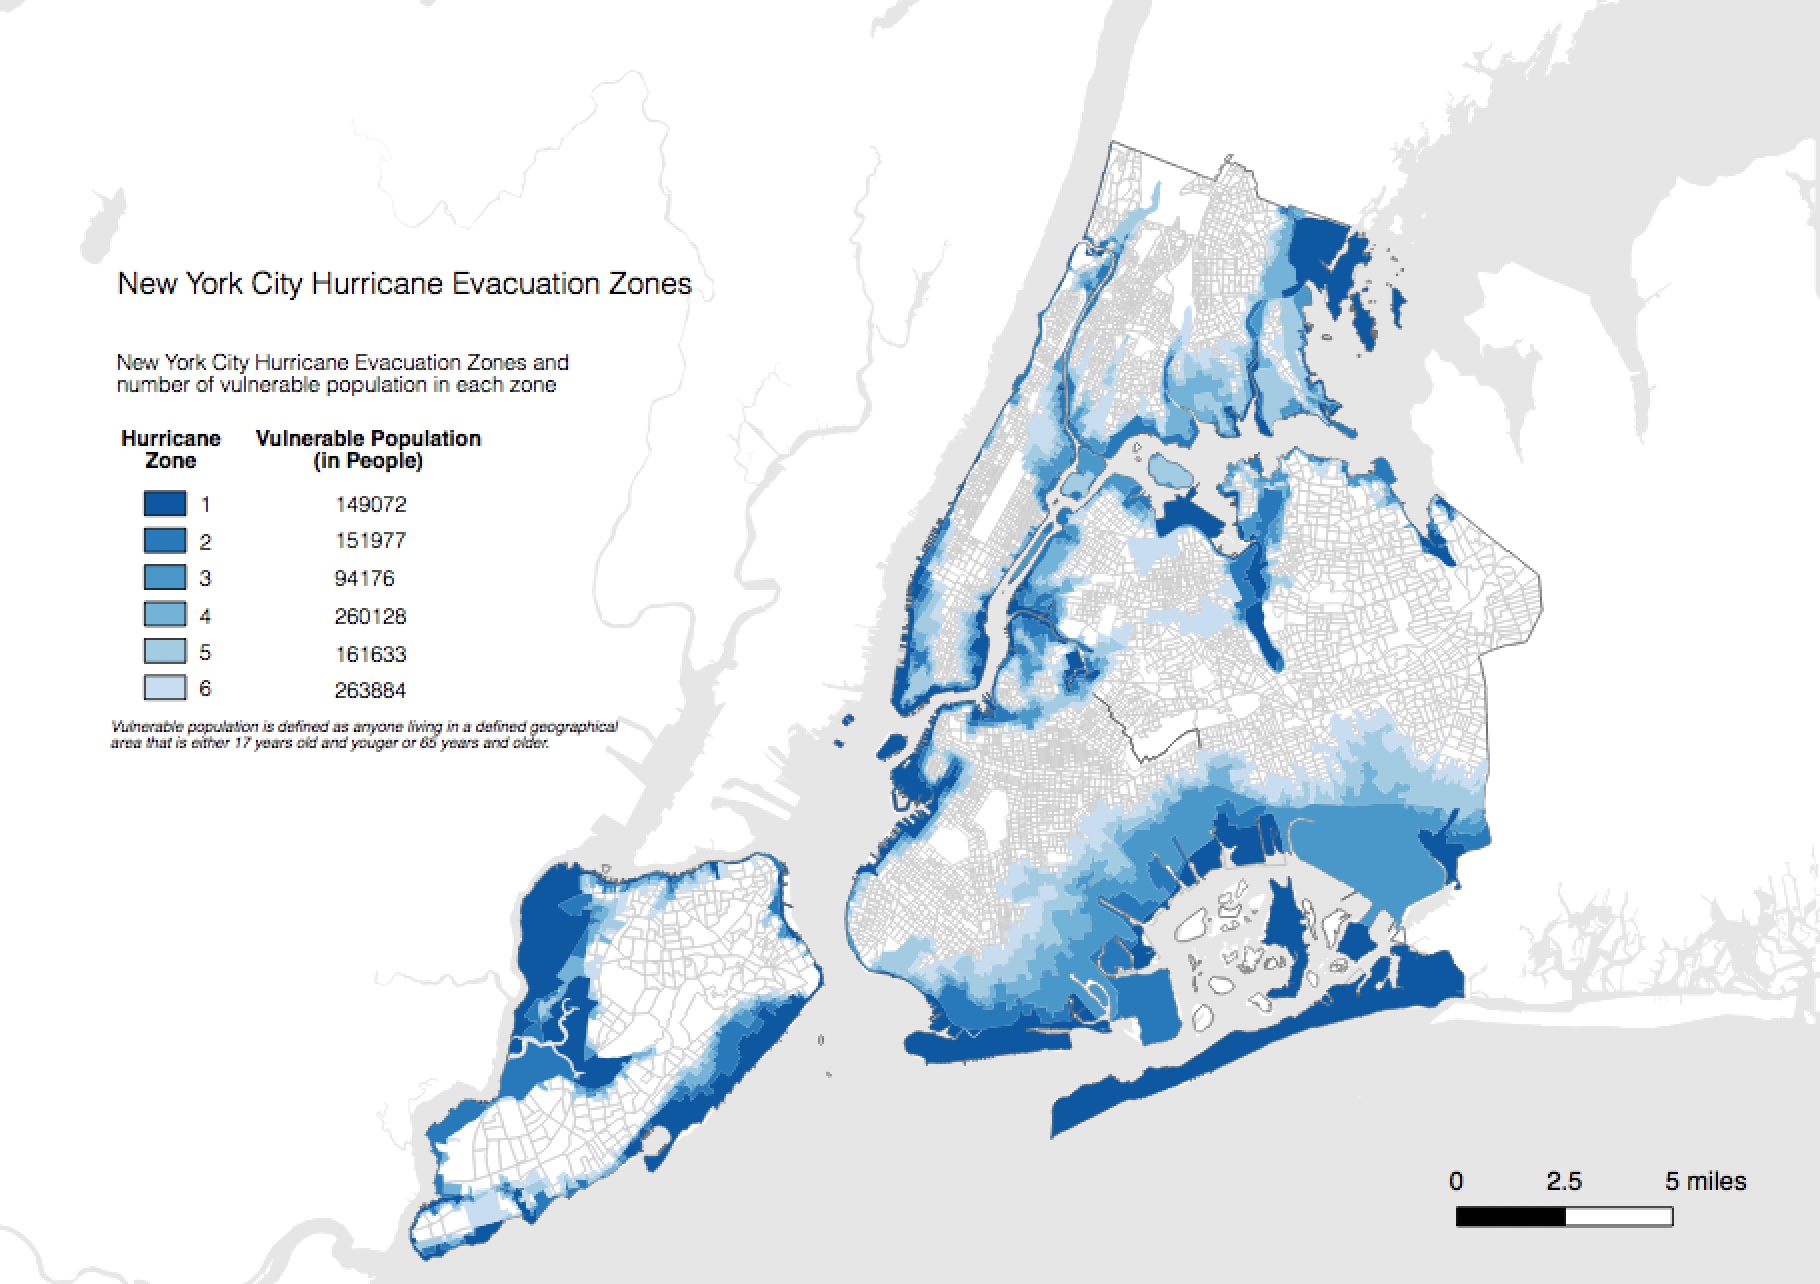 New York City Hurricane Evacuation Zones
New York City Hurricane Evacuation Zones and
number of vulnerable population in each zone
Hurricane Vulnerable Population
Zone (in People)
1 149072
2 151977
3 94176
4 260128
5 161633
6 263884
Vulnerable population is defined as anyone living in a defined geographical
area that is either 17 years old and youger or 65 years and older.
0 2.5 5 miles